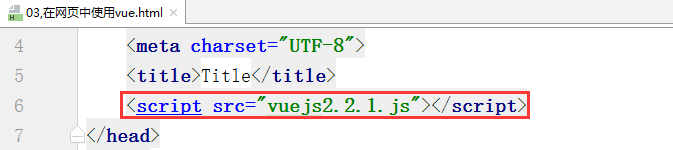 03,在网页中使用vue.html ×
4 <meta charset="UTF-8">
5 <title>Title</title>
6 <script src="vuejs2.2.1.js"></script>
7 </head>